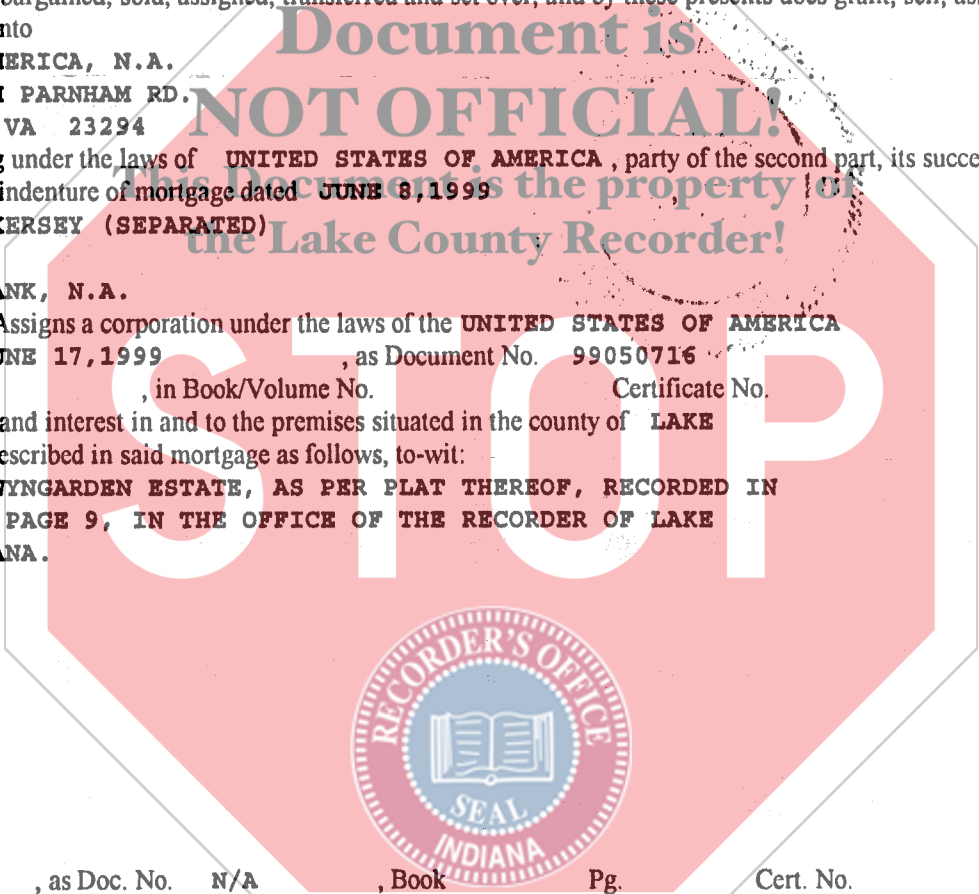 bargained, sold, assigned, transferred and set over, and by these presents does grant, sell, as
nto
Document is
ERICA, N.A.
PARNHAM RD.
NOT OFFICIAL!
VA 23294
under the laws of UNITED STATES OF AMERICA , party of the second part, its succe
This Document is the property of
indenture of mortgage dated JUNE 8,1999 ,
ERSEY (SEPARATED)
the Lake County Recorder!
NK, N.A.
Assigns a corporation under the laws of the UNITED STATES OF AMERICA
NE 17,1999 , as Document No. 99050716
STOP
, in Book/Volume No. Certificate No.
and interest in and to the premises situated in the county of LAKE
escribed in said mortgage as follows, to-wit:
YNGARDEN ESTATE, AS PER PLAT THEREOF, RECORDED IN
PAGE 9, IN THE OFFICE OF THE RECORDER OF LAKE
NA.
RECORDER'S OFFICE
SEAL
INDIANA
, as Doc. No. N/A , Book Pg. Cert. No.